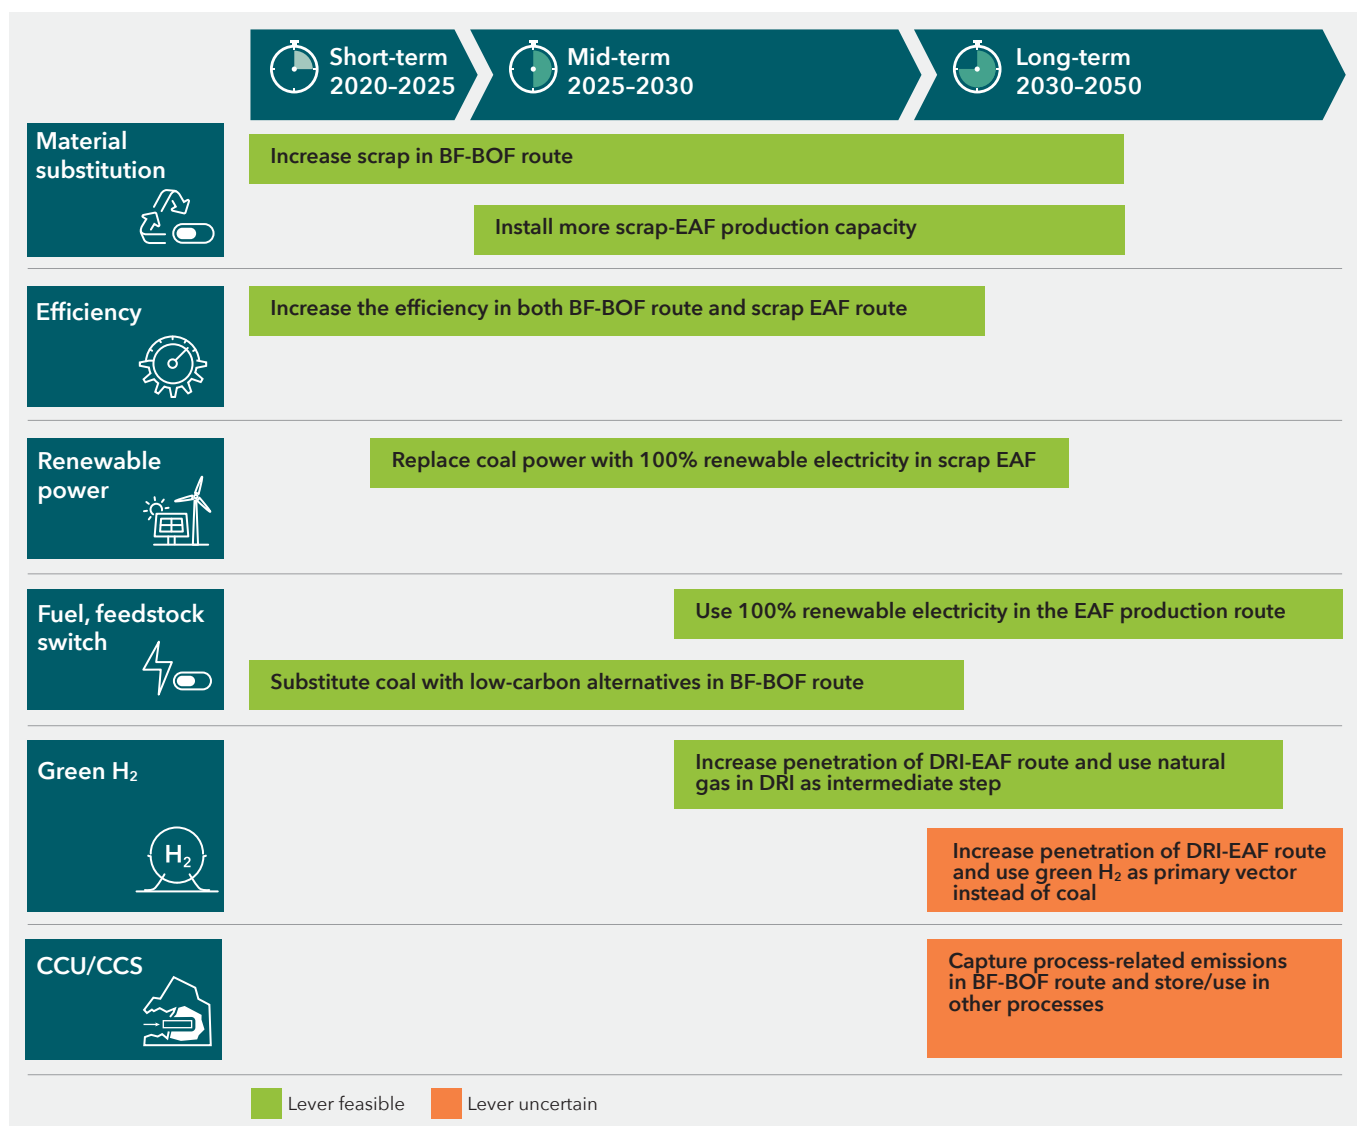 Short-term
2020–2025
Mid-term
2025–2030
Long-term
2030–2050
Material
substitution
Increase scrap in BF-BOF route
Install more scrap-EAF production capacity
Efficiency
Increase the efficiency in both BF-BOF route and scrap EAF route
Renewable
power
Replace coal power with 100% renewable electricity in scrap EAF
Fuel, feedstock
switch
Use 100% renewable electricity in the EAF production route
Substitute coal with low-carbon alternatives in BF-BOF route
Green H₂
H₂
Increase penetration of DRI-EAF route and use natural
gas in DRI as intermediate step
Increase penetration of DRI-EAF route
and use green H₂ as primary vector
instead of coal
CCU/CCS
Capture process-related emissions
in BF-BOF route and store/use in
other processes
Lever feasible
Lever uncertain